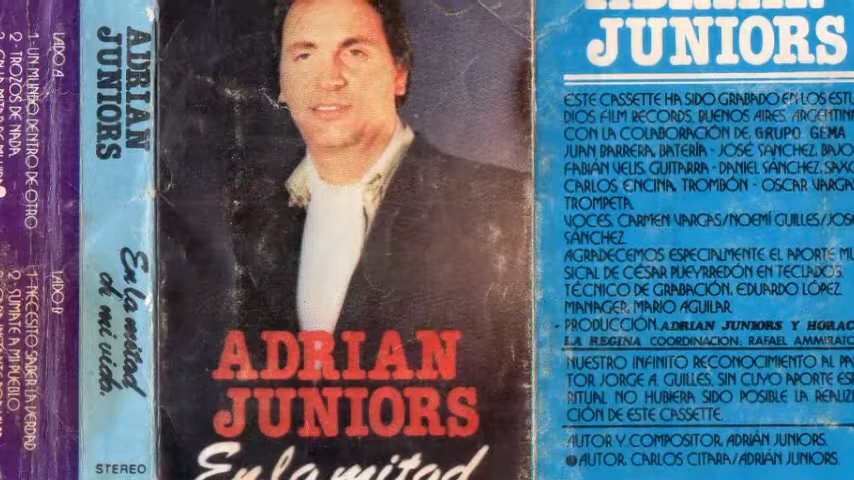 LADO A
1- UN MUNDO DENTRO DE OTRO
2- TROZOS DE NADA
LADO B
1- NECESITO SABER LA VERDAD
2- SUMATE A MI PUEBLO
ADRIAN
JUNIORS
En la mitad
de mi vida.
STEREO
ADRIAN
JUNIORS
En la mitad
ADRIAN
JUNIORS
ESTE CASSETTE HA SIDO GRABADO EN LOS ESTU
DIOS FILM RECORDS, BUENOS AIRES, ARGENTINA
CON LA COLABORACIÓN DE, GRUPO GEMA
JUAN BARRERA, BATERÍA - JOSÉ SANCHEZ, BAJO
FABIÁN VELIS, GUITARRA - DANIEL SÁNCHEZ, SAXO
CARLOS ENCINA, TROMBÓN - OSCAR VARGAS
TROMPETA.
VOCES, CARMEN VARGAS/NOEMÍ GUILLES/JOSÉ
SÁNCHEZ
AGRADECEMOS ESPECIALMENTE EL APORTE MU
SICAL DE CÉSAR PUEYRREDÓN EN TECLADOS.
TÉCNICO DE GRABACIÓN, EDUARDO LÓPEZ
MANAGER, MARIO AGUILAR
- PRODUCCIÓN ADRIAN JUNIORS Y HORAC
LA REGINA COORDINACION: RAFAEL AMMIRATO
NUESTRO INFINITO RECONOCIMIENTO AL PAS
TOR JORGE A. GUILLES, SIN CUYO APORTE ESPI
RITUAL NO HUBIERA SIDO POSIBLE LA REALIZA
CIÓN DE ESTE CASSETTE.
AUTOR Y COMPOSITOR, ADRIÁN JUNIORS.
AUTOR, CARLOS CITARA/ADRIÁN JUNIORS.